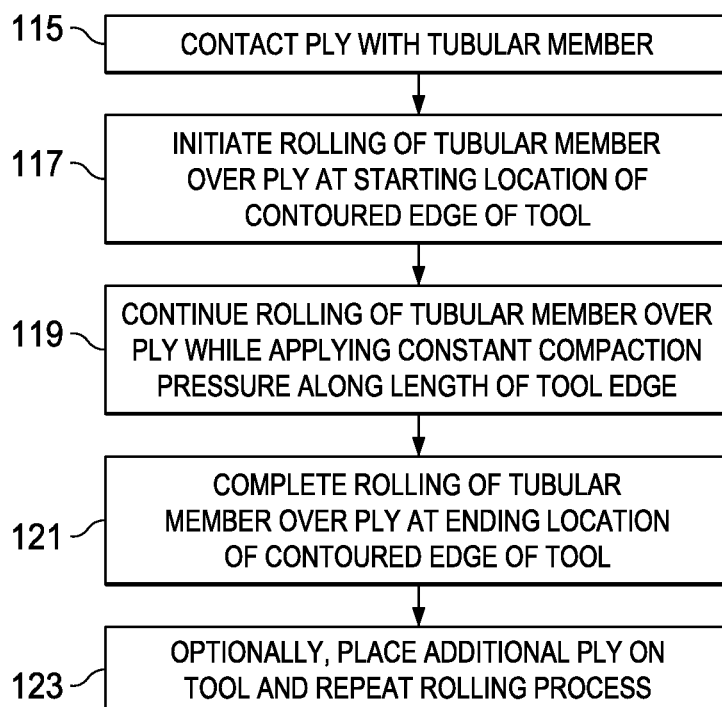 115
CONTACT PLY WITH TUBULAR MEMBER
117
INITIATE ROLLING OF TUBULAR MEMBER
OVER PLY AT STARTING LOCATION OF
CONTOURED EDGE OF TOOL
119
CONTINUE ROLLING OF TUBULAR MEMBER OVER
PLY WHILE APPLYING CONSTANT COMPACTION
PRESSURE ALONG LENGTH OF TOOL EDGE
121
COMPLETE ROLLING OF TUBULAR
MEMBER OVER PLY AT ENDING LOCATION
OF CONTOURED EDGE OF TOOL
123
OPTIONALLY, PLACE ADDITIONAL PLY ON
TOOL AND REPEAT ROLLING PROCESS